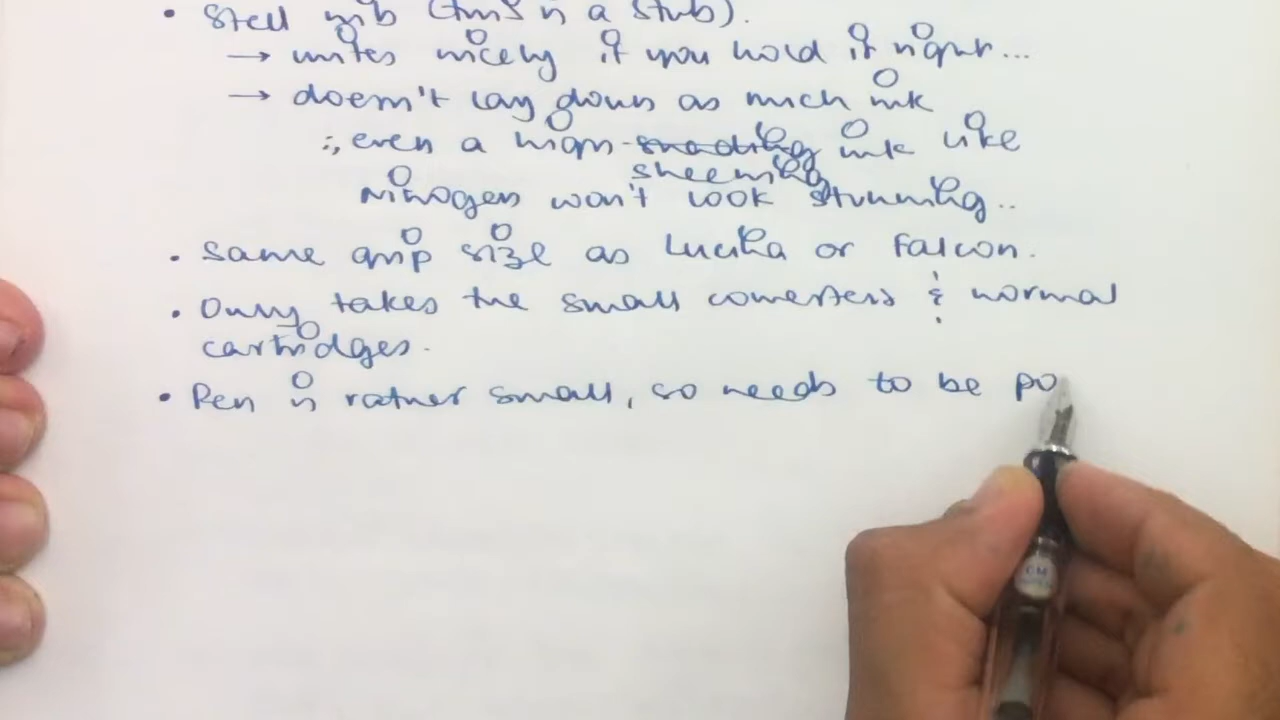 • Steel nib (this is a stub).
→ writes nicely if you hold it right...
→ doesn't lay down as much ink
∴, even a high-~~shading~~ ink like
sheening
Nitrogen won't look stunning..
• Same grip size as Lucina or Falcon.
• Only takes the small converters & normal
cartridges.
• Pen is rather small, so needs to be po
CM